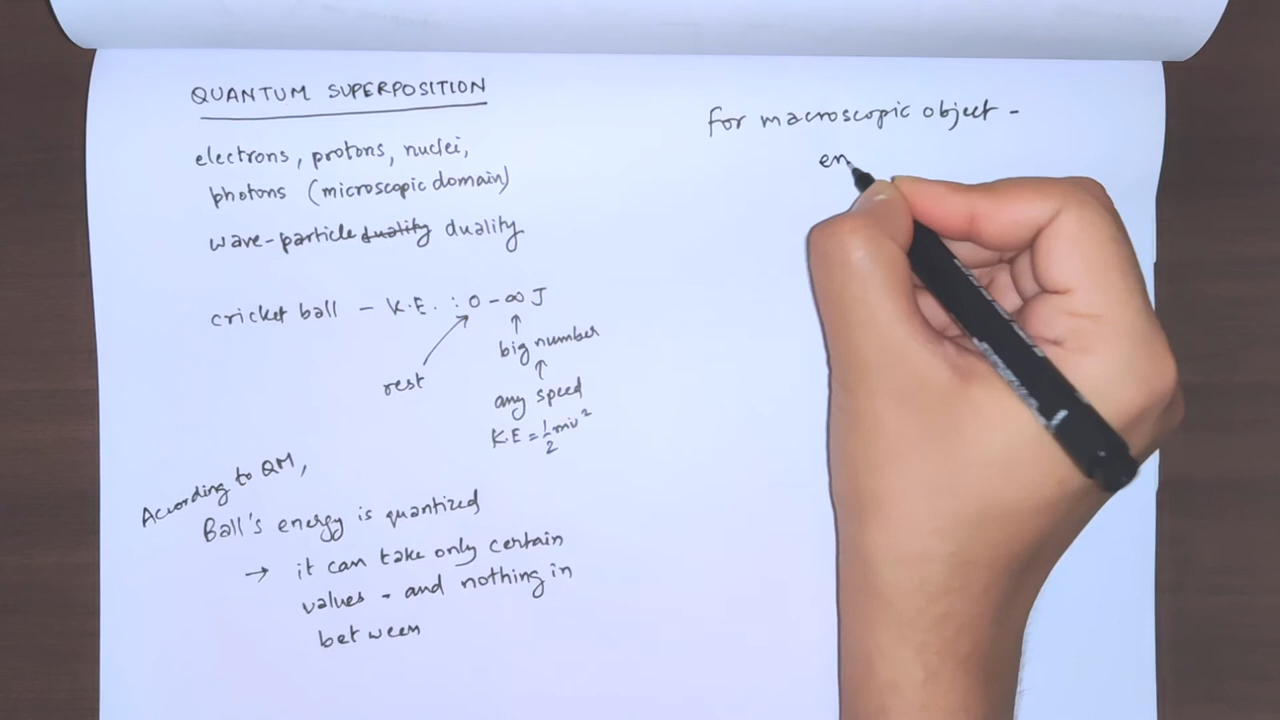 QUANTUM SUPERPOSITION
electrons, protons, nuclei,
photons (microscopic domain)
wave-particle duality duality
cricket ball - K.E. : 0 - ∞ J
rest
big number
any speed
K.E = 1/2 mv²
According to QM,
Ball's energy is quantized
→ it can take only certain
values - and nothing in
between
For macroscopic object -
en